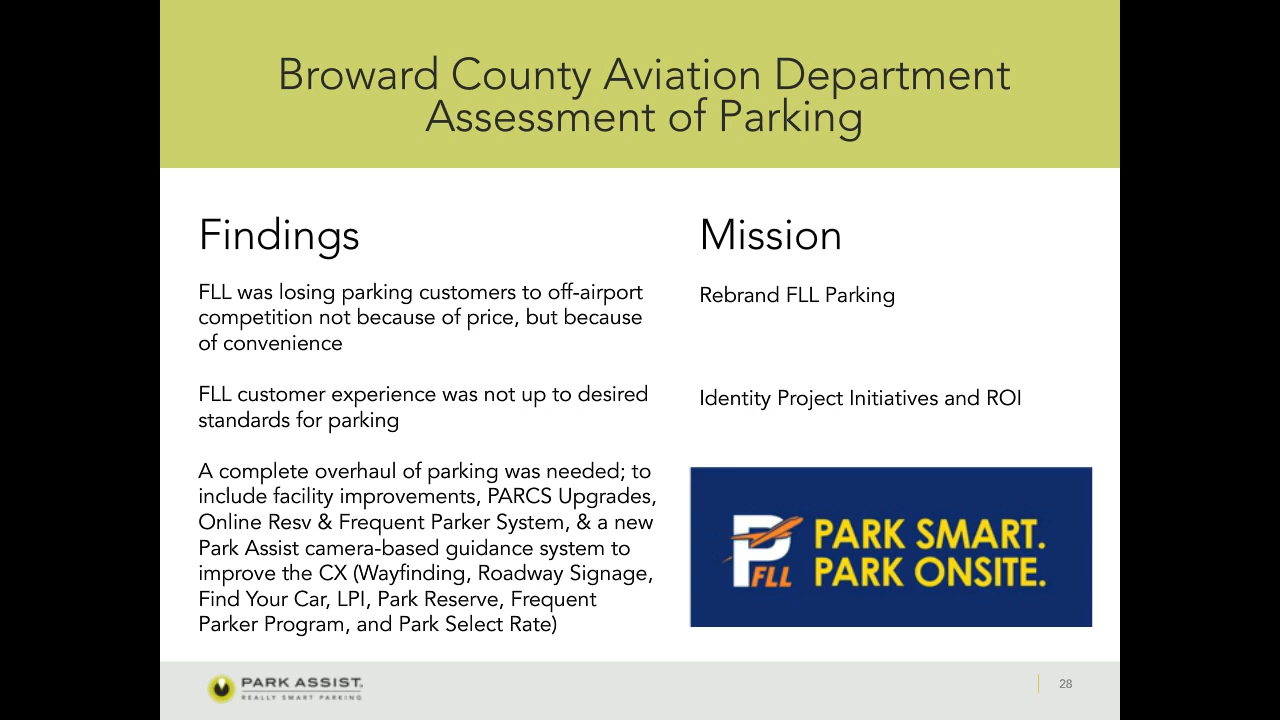 Broward County Aviation Department
Assessment of Parking
Findings
FLL was losing parking customers to off-airport
competition not because of price, but because
of convenience
FLL customer experience was not up to desired
standards for parking
A complete overhaul of parking was needed; to
include facility improvements, PARCS Upgrades,
Online Resv & Frequent Parker System, & a new
Park Assist camera-based guidance system to
improve the CX (Wayfinding, Roadway Signage,
Find Your Car, LPI, Park Reserve, Frequent
Parker Program, and Park Select Rate)
Mission
Rebrand FLL Parking
Identity Project Initiatives and ROI
P FLL
PARK SMART.
PARK ONSITE.
PARK ASSIST.
REALLY SMART PARKING
28